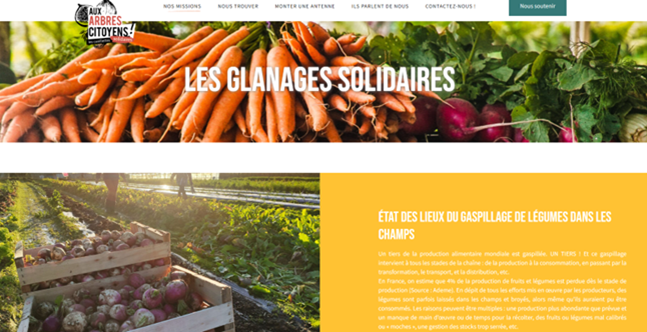 AUX
ARBRES
CITOYENS !
NOS MISSIONS
NOUS TROUVER
MONTER UNE ANTENNE
ILS PARLENT DE NOUS
CONTACTEZ-NOUS !
Nous soutenir
LES GLANAGES SOLIDAIRES
ÉTAT DES LIEUX DU GASPILLAGE DE LÉGUMES DANS LES
CHAMPS
Un tiers de la production alimentaire mondiale est gaspillée. UN TIERS ! Et ce gaspillage
intervient à tous les stades de la chaîne : de la production à la consommation, en passant par la
transformation, le transport, et la distribution, etc.
En France, on estime que 4% de la production de fruits et légumes est perdue dès le stade de
production (Source : Ademe). En dépit de tous les efforts mis en œuvre par les producteurs, des
légumes sont parfois laissés dans les champs et broyés, alors même qu'ils auraient pu être
consommés. Les raisons peuvent être multiples : une production plus abondante que prévue et
un manque de main d'œuvre ou de temps pour la récolter, des fruits ou légumes mal calibrés
ou « moches », une gestion des stocks trop serrée, etc.